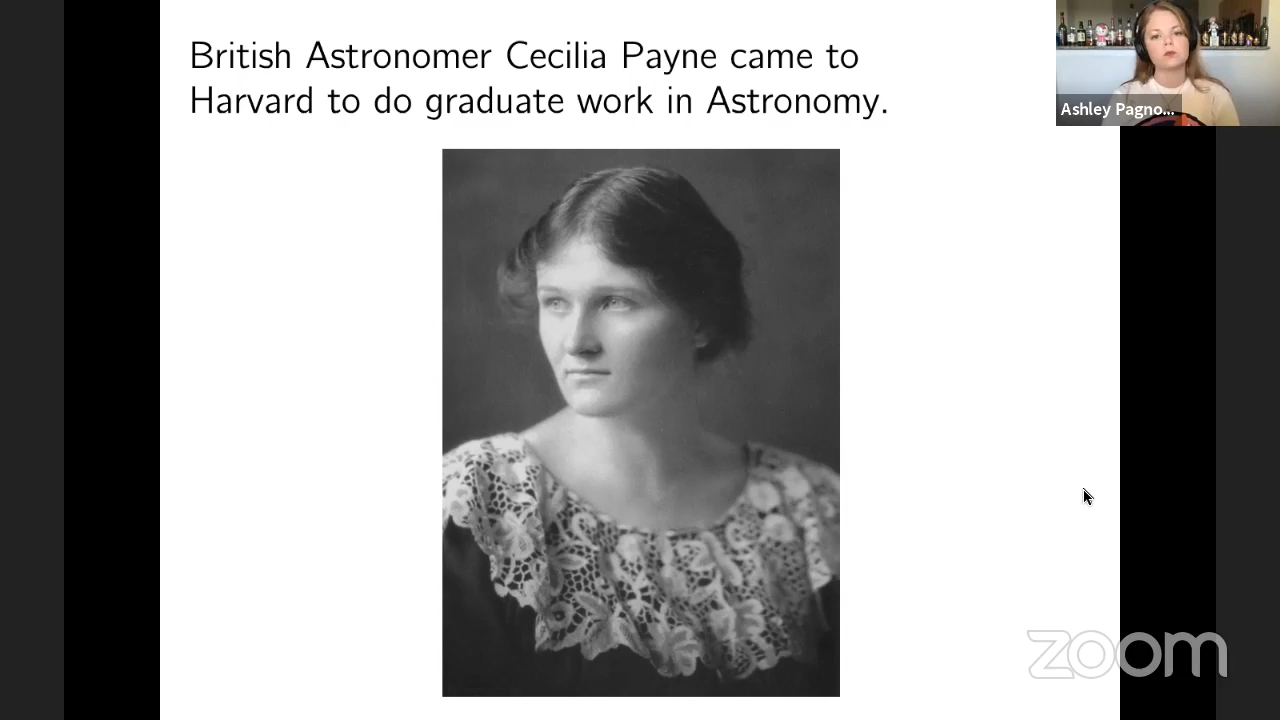 British Astronomer Cecilia Payne came to
Harvard to do graduate work in Astronomy.
Ashley Pagno...
zoom